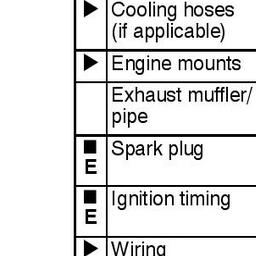 ▶ Cooling hoses
(if applicable)
▶ Engine mounts
Exhaust muffler/
pipe
■ Spark plug
E
■ Ignition timing
E
▶ Wiring